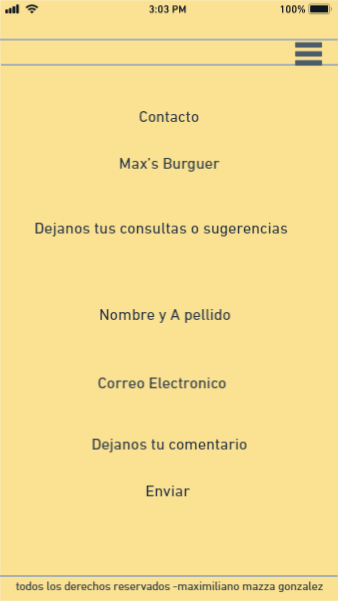 3:03 PM
100%
Contacto
Max's Burguer
Dejanos tus consultas o sugerencias
Nombre y A pellido
Correo Electronico
Dejanos tu comentario
Enviar
todos los derechos reservados -maximiliano mazza gonzalez